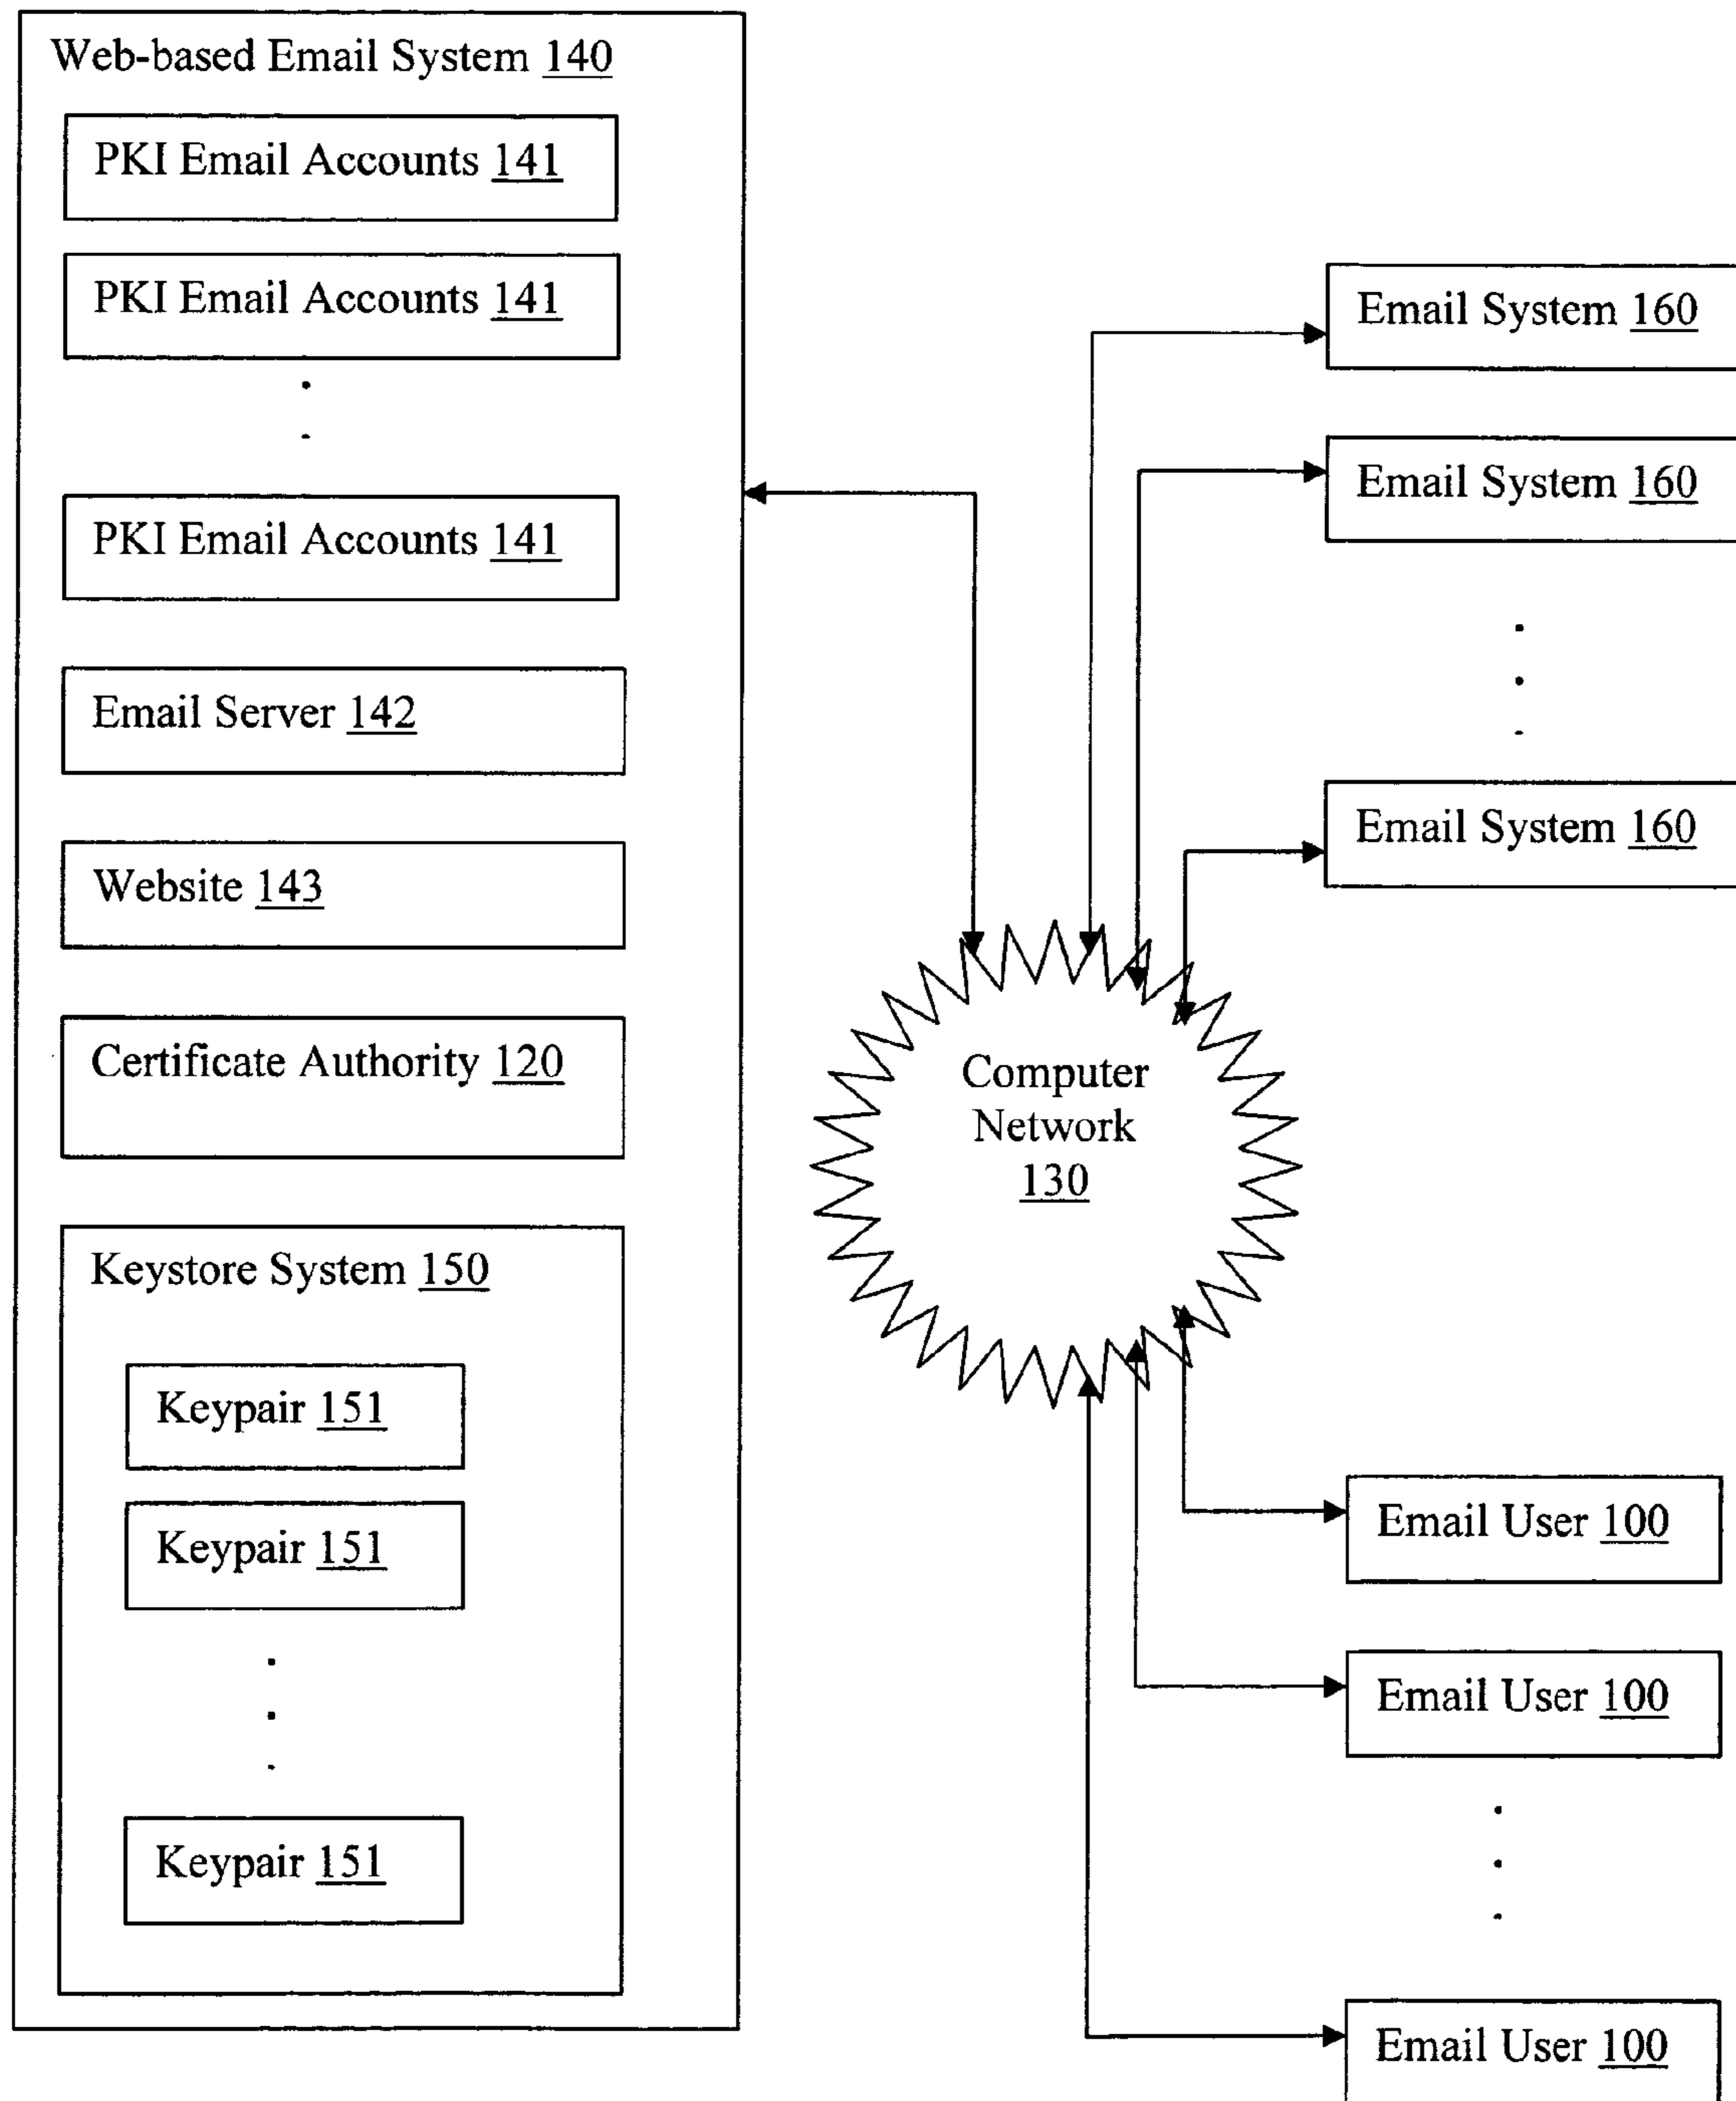 Web-based Email System 140
PKI Email Accounts 141
PKI Email Accounts 141
PKI Email Accounts 141
Email Server 142
Website 143
Certificate Authority 120
Keystore System 150
Keypair 151
Keypair 151
Keypair 151
Computer
Network
130
Email System 160
Email System 160
Email System 160
Email User 100
Email User 100
Email User 100